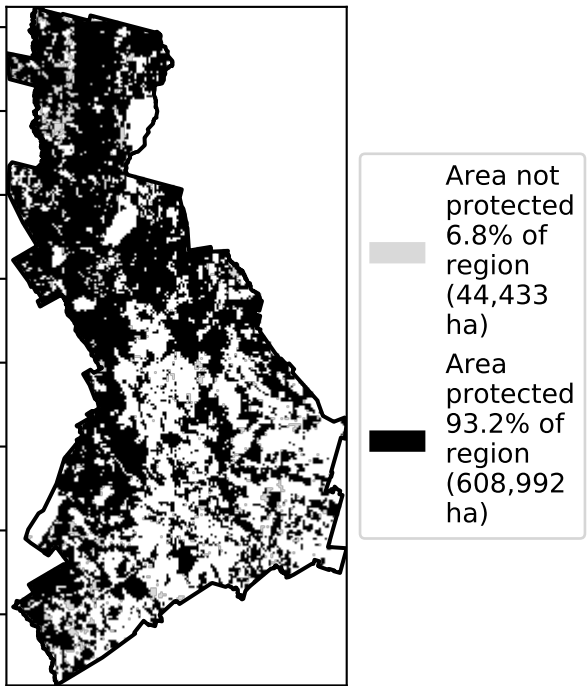 Area not
protected
6.8% of
region
(44,433
ha)
Area
protected
93.2% of
region
(608,992
ha)